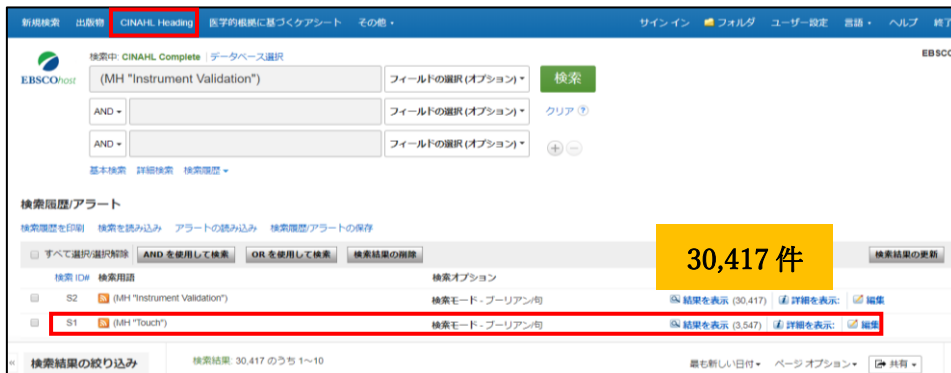 新規検索 出版物 CINAHL Heading 医学的根拠に基づくケアシート その他 サイン イン フォルダ ユーザー設定 言語 ヘルプ 終了
検索中: CINAHL Complete データベース選択 EBSCO
EBSCOhost (MH "Instrument Validation") フィールドの選択 (オプション) 検索
AND フィールドの選択 (オプション) クリア ?
AND フィールドの選択 (オプション)
基本検索 詳細検索 検索履歴
検索履歴/アラート
検索履歴を印刷 検索を読み込み アラートの読み込み 検索履歴/アラートの保存
すべて選択/選択解除 AND を使用して検索 OR を使用して検索 検索結果の削除 30,417 件 検索結果の更新
検索 ID# 検索用語 検索オプション
S2 (MH "Instrument Validation") 検索モード - ブーリアン/句 結果を表示 (30,417) 詳細を表示: 編集
S1 (MH "Touch") 検索モード - ブーリアン/句 結果を表示 (3,547) 詳細を表示: 編集
« 検索結果の絞り込み 検索結果: 30,417 のうち 1~10 最も新しい日付 ページ オプション 共有